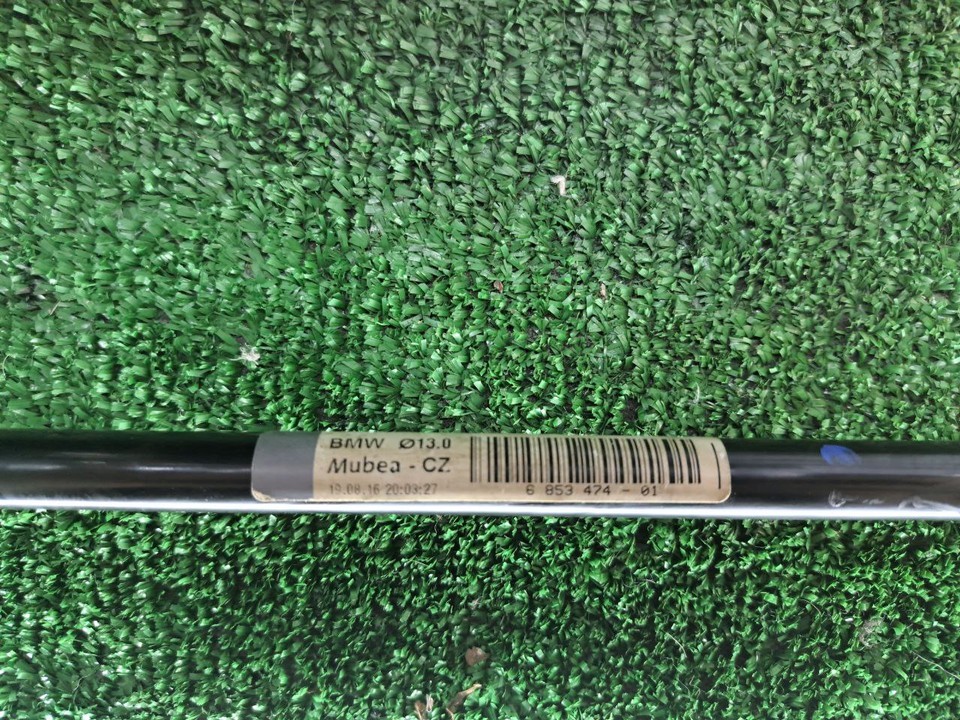 BMW Ø13.0
Mubea - CZ
19.08.16 20:03:27
6 853 474 - 01